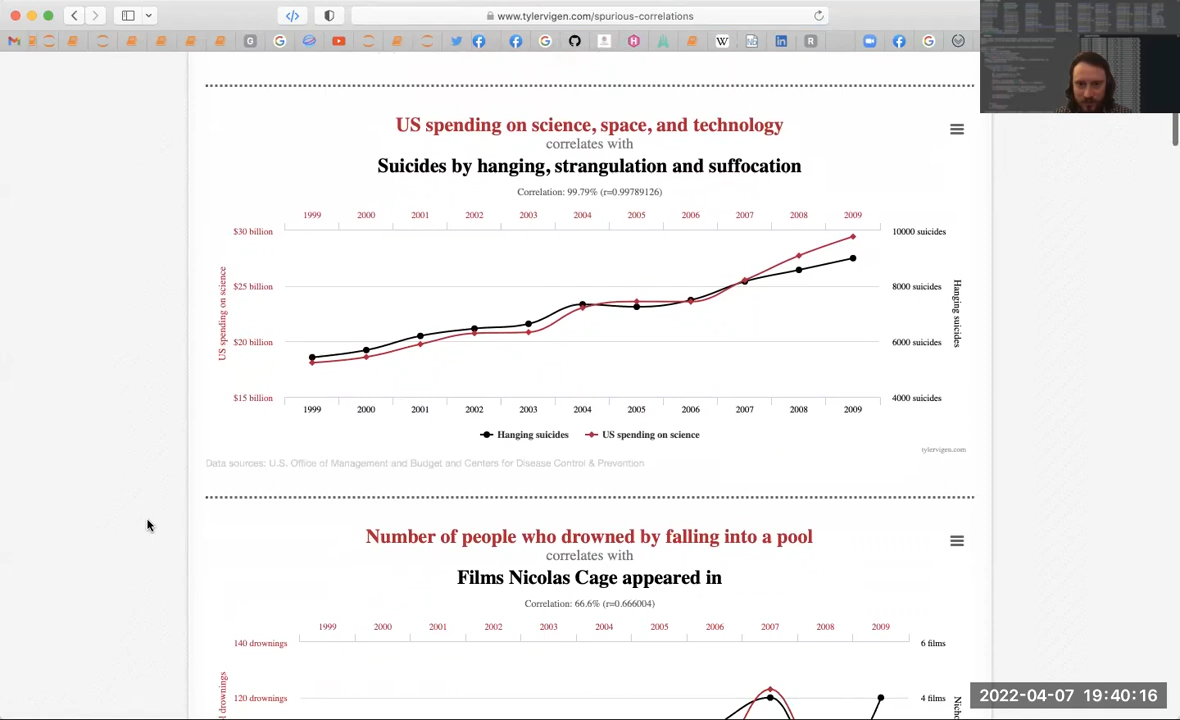 www.tylervigen.com/spurious-correlations
US spending on science, space, and technology
correlates with
Suicides by hanging, strangulation and suffocation
Correlation: 99.79% (r=0.99789126)
1999 2000 2001 2002 2003 2004 2005 2006 2007 2008 2009
$30 billion 10000 suicides
$25 billion 8000 suicides
$20 billion 6000 suicides
$15 billion 4000 suicides
US spending on science
Hanging suicides
1999 2000 2001 2002 2003 2004 2005 2006 2007 2008 2009
Hanging suicides US spending on science
tylervigen.com
Data sources: U.S. Office of Management and Budget and Centers for Disease Control & Prevention
Number of people who drowned by falling into a pool
correlates with
Films Nicolas Cage appeared in
Correlation: 66.6% (r=0.666004)
1999 2000 2001 2002 2003 2004 2005 2006 2007 2008 2009
140 drownings 6 films
120 drownings 4 films
drownings
2022-04-07 19:40:16